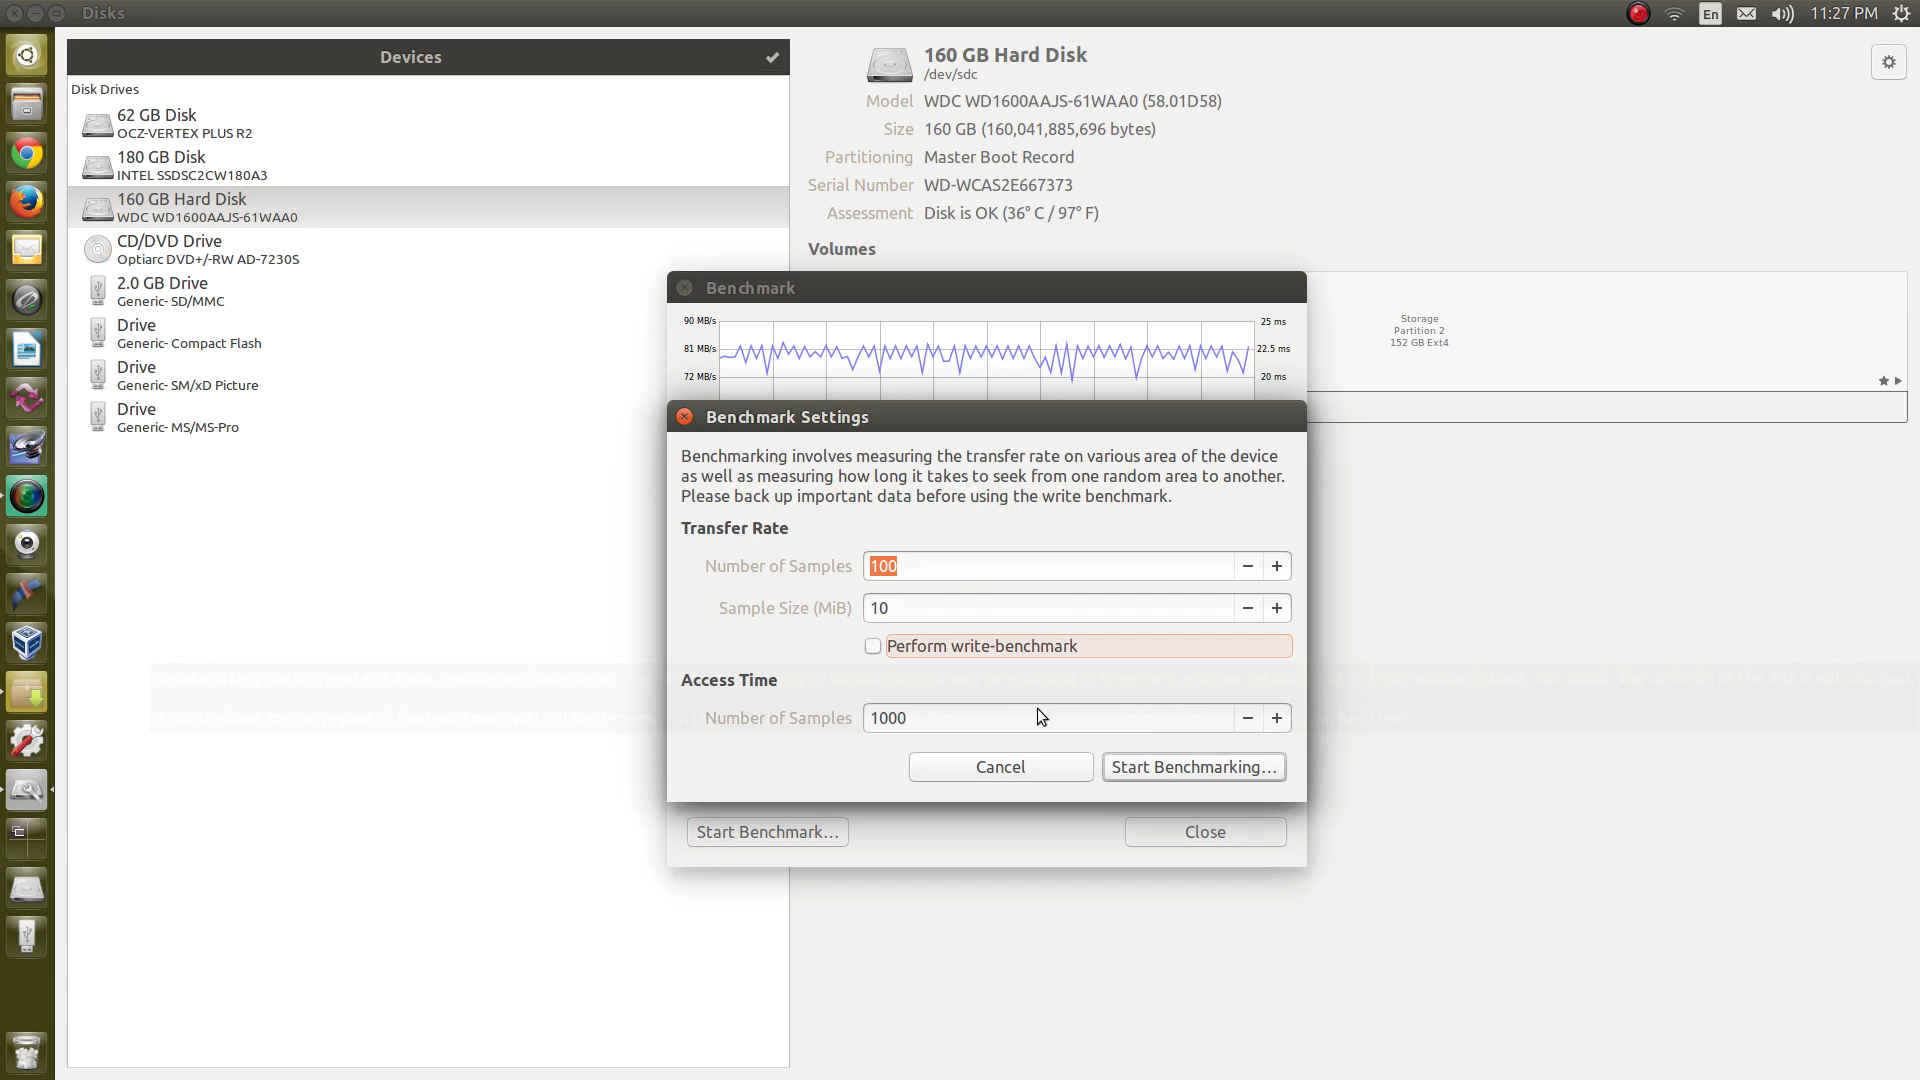 Disks
En
11:27 PM
Devices
Disk Drives
62 GB Disk
OCZ-VERTEX PLUS R2
180 GB Disk
INTEL SSDSC2CW180A3
160 GB Hard Disk
WDC WD1600AAJS-61WAA0
CD/DVD Drive
Optiarc DVD+/-RW AD-7230S
2.0 GB Drive
Generic- SD/MMC
Drive
Generic- Compact Flash
Drive
Generic- SM/xD Picture
Drive
Generic- MS/MS-Pro
160 GB Hard Disk
/dev/sdc
Model WDC WD1600AAJS-61WAA0 (58.01D58)
Size 160 GB (160,041,885,696 bytes)
Partitioning Master Boot Record
Serial Number WD-WCAS2E667373
Assessment Disk is OK (36° C / 97° F)
Volumes
Storage
Partition 2
152 GB Ext4
Benchmark
90 MB/s 25 ms
81 MB/s 22.5 ms
72 MB/s 20 ms
Benchmark Settings
Benchmarking involves measuring the transfer rate on various area of the device
as well as measuring how long it takes to seek from one random area to another.
Please back up important data before using the write benchmark.
Transfer Rate
Number of Samples 100
Sample Size (MiB) 10
Perform write-benchmark
Access Time
Number of Samples 1000
Cancel Start Benchmarking...
Start Benchmark... Close